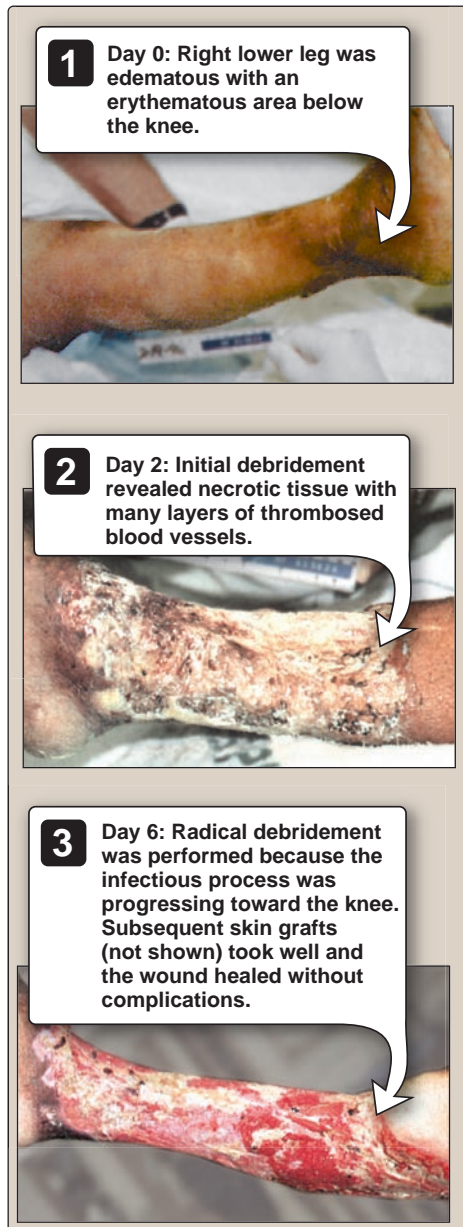 1
Day 0: Right lower leg was
edematous with an
erythematous area below
the knee.
2
Day 2: Initial debridement
revealed necrotic tissue with
many layers of thrombosed
blood vessels.
3
Day 6: Radical debridement
was performed because the
infectious process was
progressing toward the knee.
Subsequent skin grafts
(not shown) took well and
the wound healed without
complications.